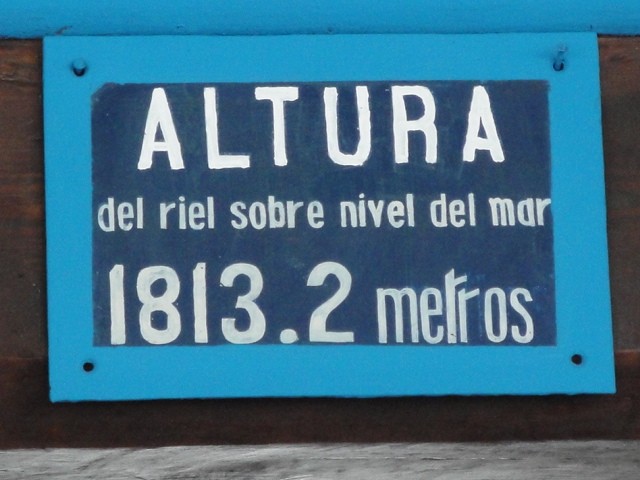 ALTURA
del riel sobre nivel del mar
1813.2 metros